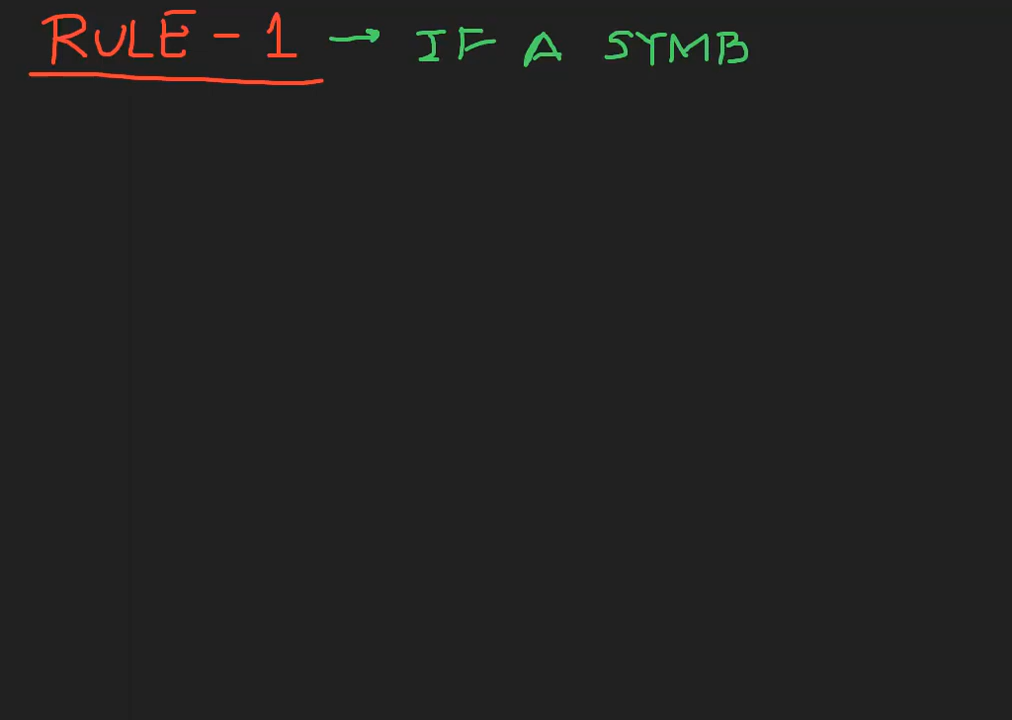 RULE - 1 → IF A SYMB